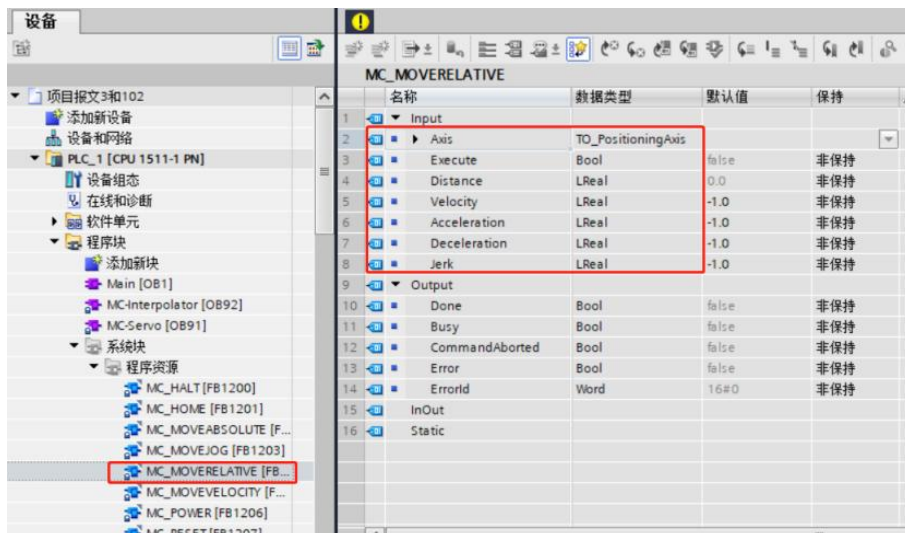 设备
项目报文3和102
添加新设备
设备和网络
PLC_1 [CPU 1511-1 PN]
设备组态
在线和诊断
软件单元
程序块
添加新块
Main [OB1]
MC-Interpolator [OB92]
MC-Servo [OB91]
系统块
程序资源
MC_HALT [FB1200]
MC_HOME [FB1201]
MC_MOVEABSOLUTE [F...
MC_MOVEJOG [FB1203]
MC_MOVERELATIVE [FB...
MC_MOVEVELOCITY [F...
MC_POWER [FB1206]
MC_RESET [FB1207]
MC_MOVERELATIVE
名称 数据类型 默认值 保持
1 Input
2 Axis TO_PositioningAxis
3 Execute Bool false 非保持
4 Distance LReal 0.0 非保持
5 Velocity LReal -1.0 非保持
6 Acceleration LReal -1.0 非保持
7 Deceleration LReal -1.0 非保持
8 Jerk LReal -1.0 非保持
9 Output
10 Done Bool false 非保持
11 Busy Bool false 非保持
12 CommandAborted Bool false 非保持
13 Error Bool false 非保持
14 ErrorId Word 16#0 非保持
15 InOut
16 Static